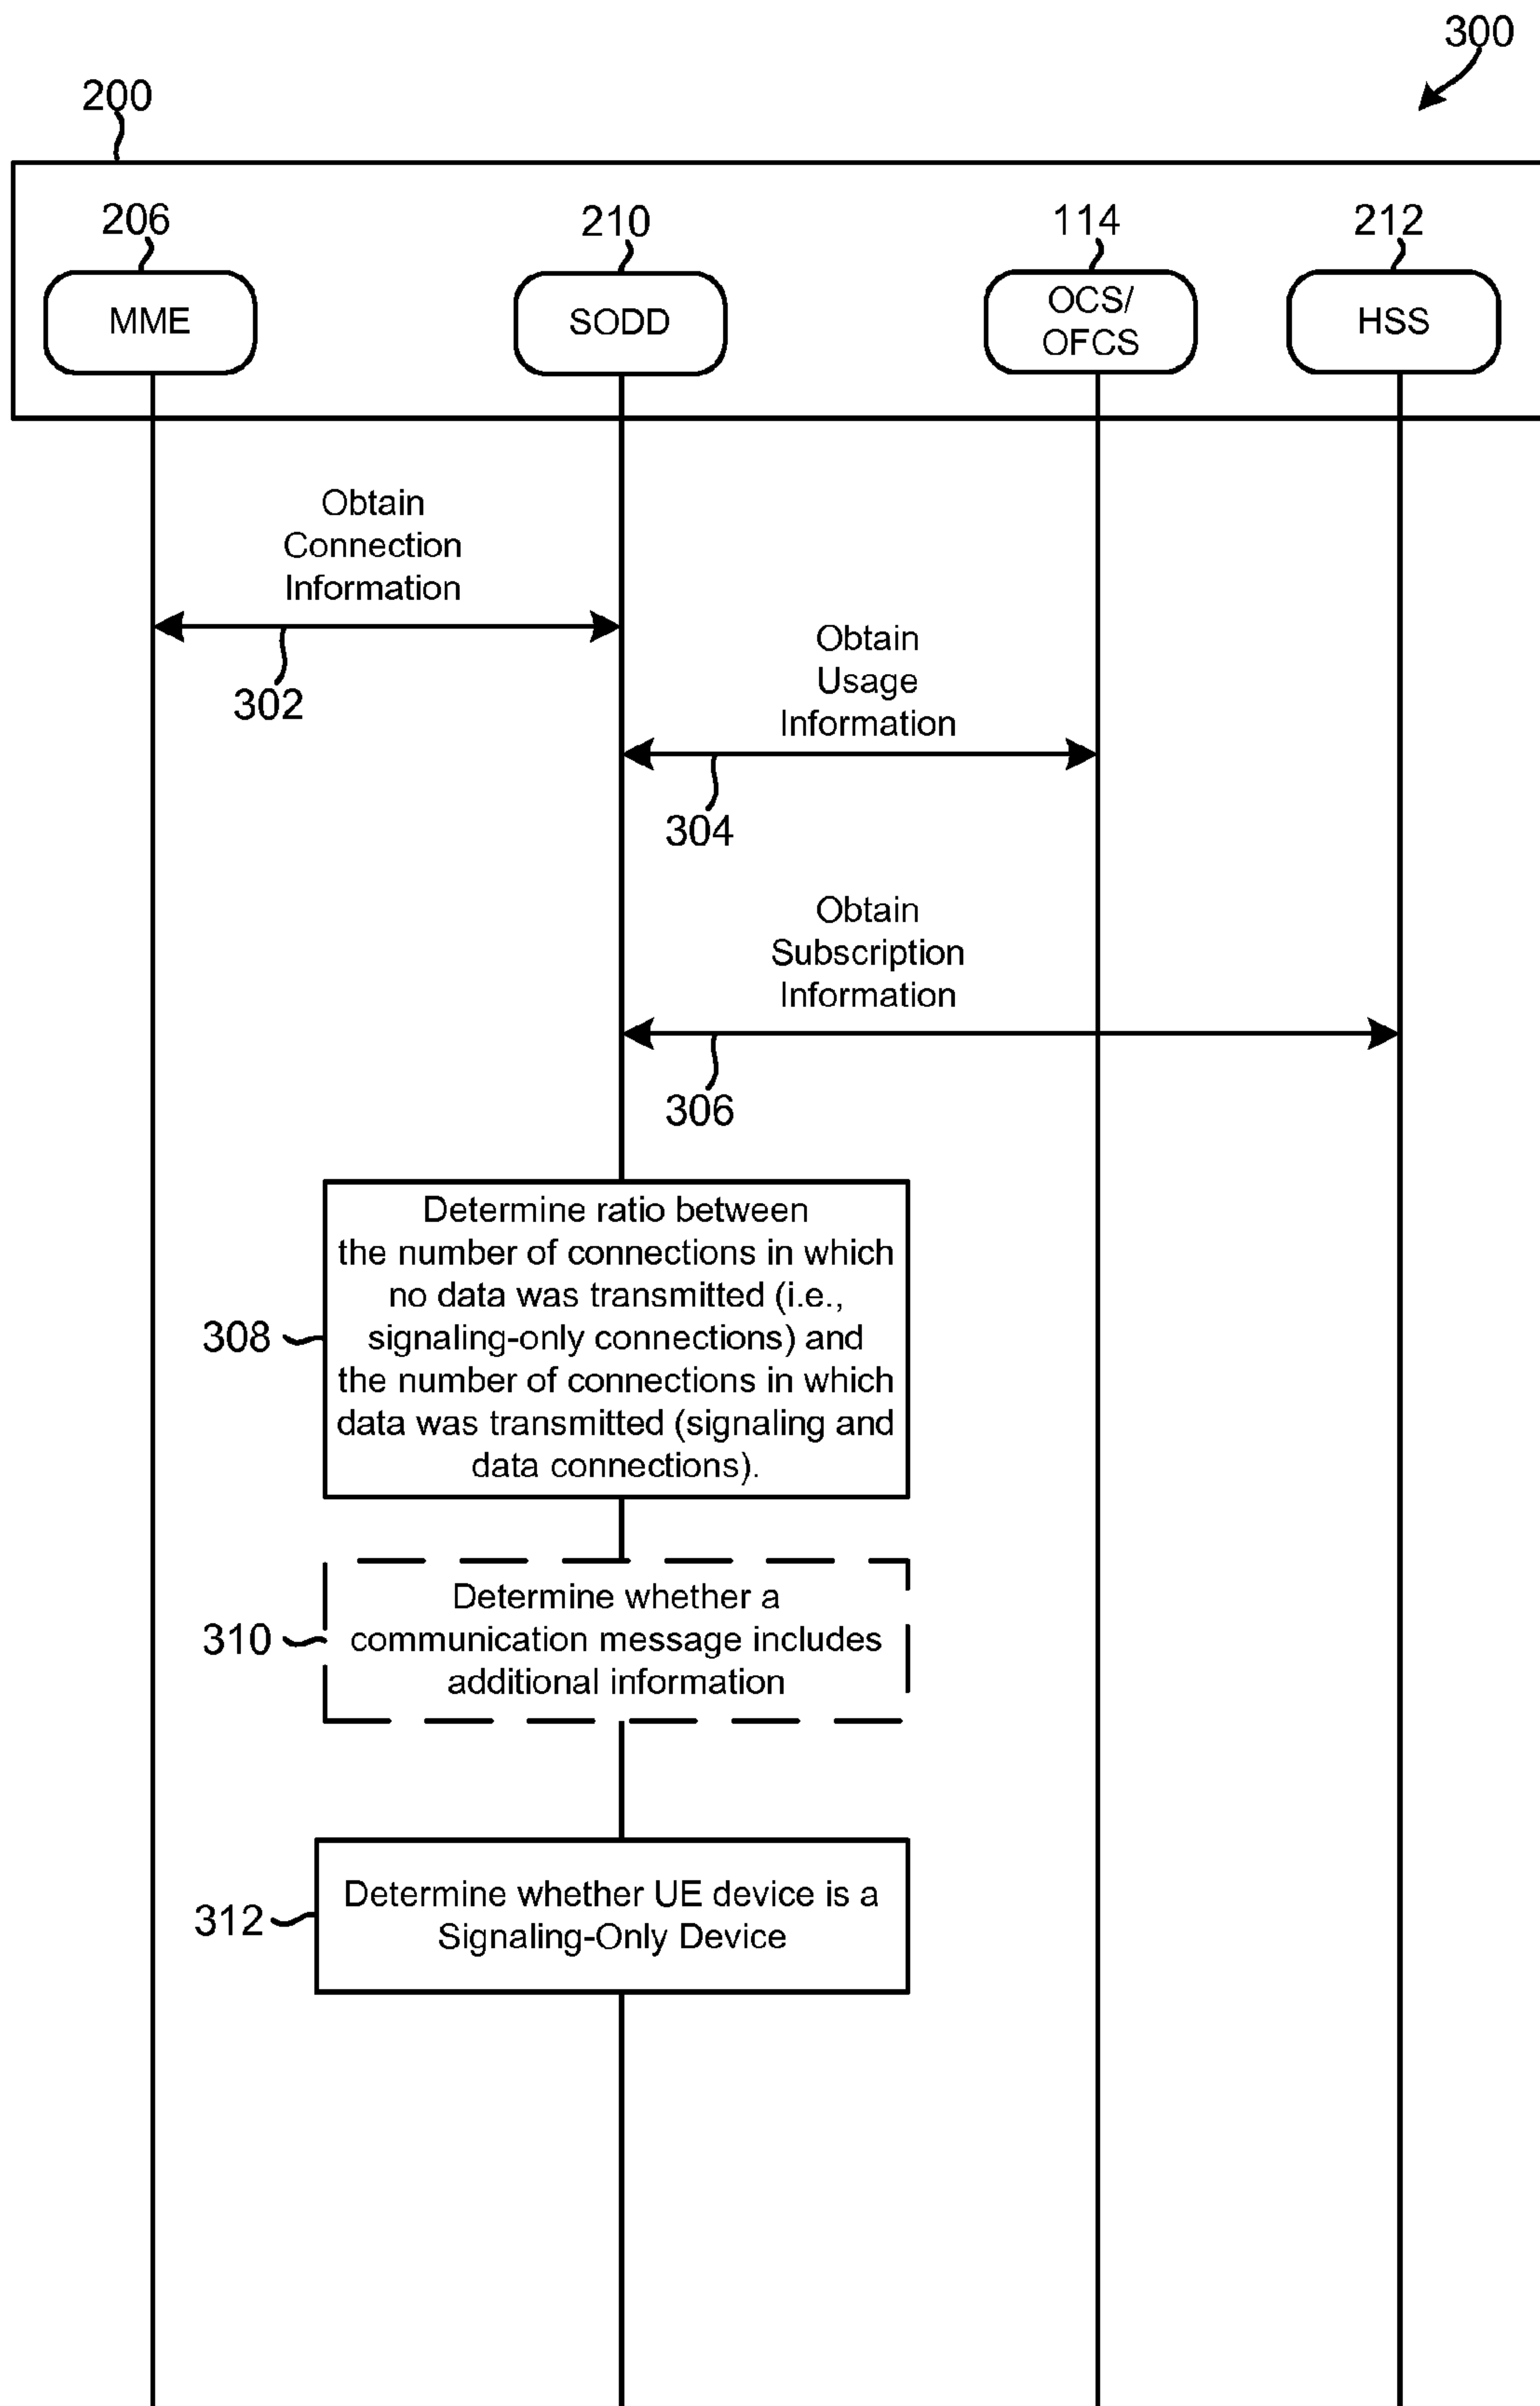 300
200
206
210
114
212
MME
SODD
OCS/
OFCS
HSS
Obtain
Connection
Information
302
Obtain
Usage
Information
304
Obtain
Subscription
Information
306
Determine ratio between
the number of connections in which
no data was transmitted (i.e.,
signaling-only connections) and
the number of connections in which
data was transmitted (signaling and
data connections).
308
Determine whether a
communication message includes
additional information
310
Determine whether UE device is a
Signaling-Only Device
312